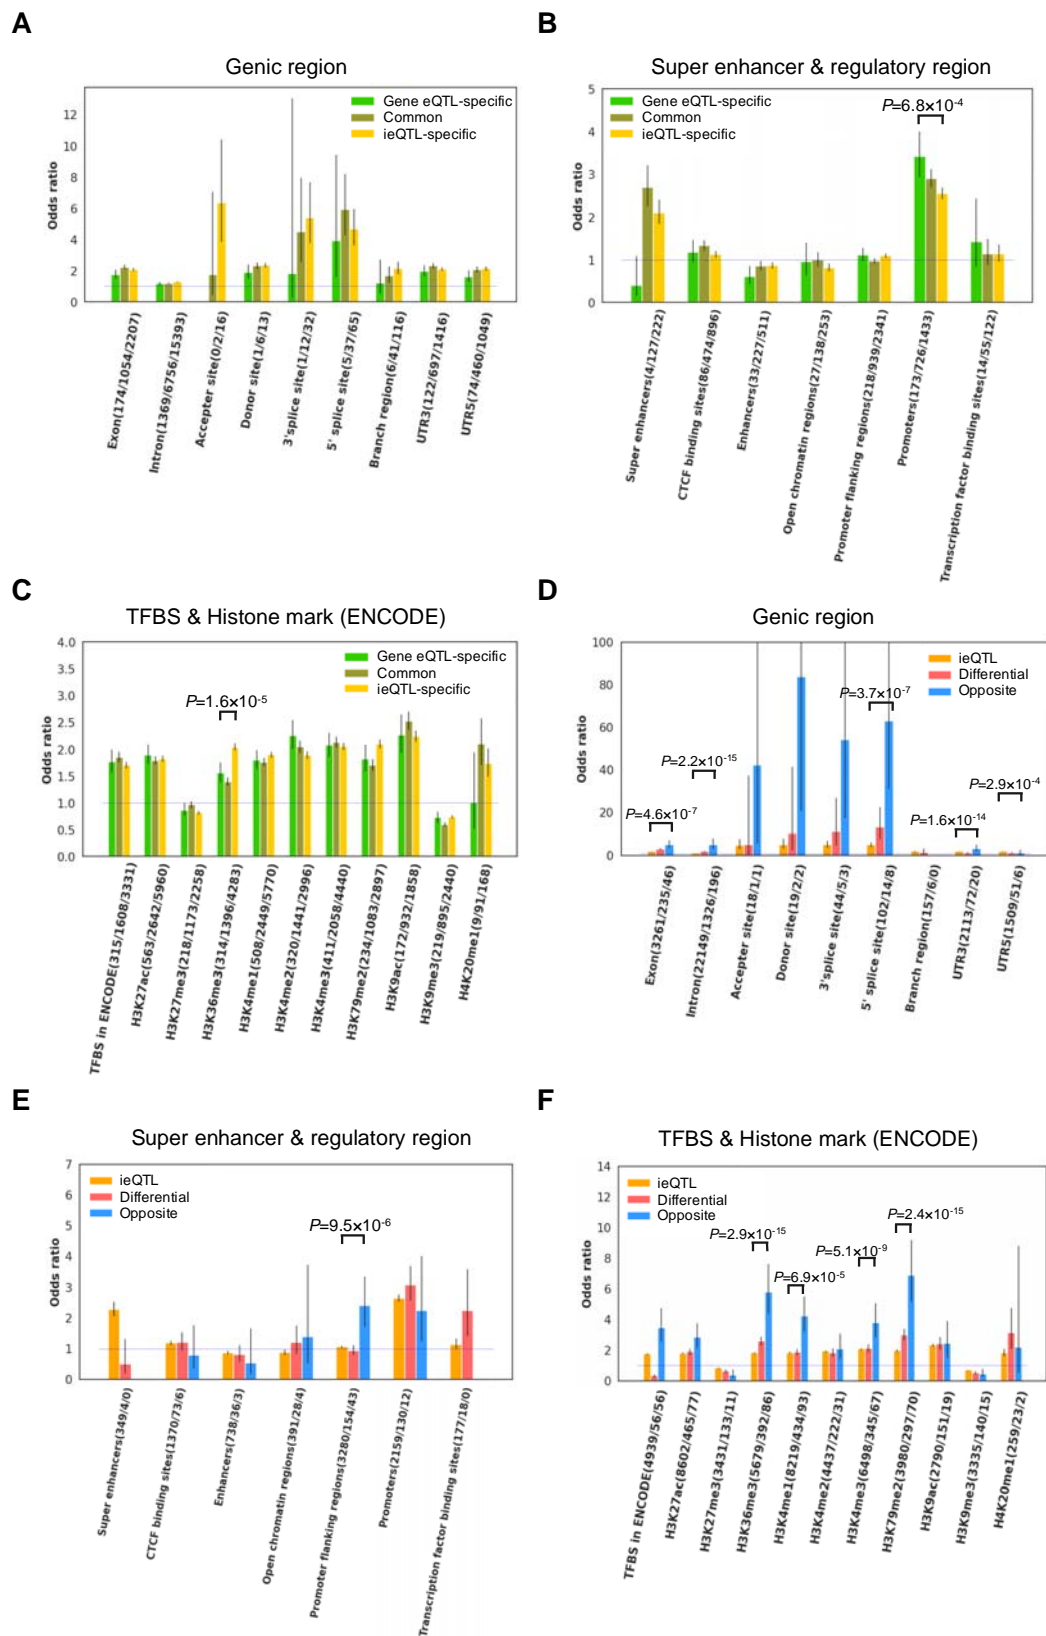 A
Genic region
Gene eQTL-specific
Common
ieQTL-specific
Odds ratio
12
10
8
6
4
2
0
Exon(174/1054/2207)
Intron(1369/6756/15393)
Accepter site(0/2/16)
Donor site(1/6/13)
3'splice site(1/12/32)
5' splice site(5/37/65)
Branch region(6/41/116)
UTR3(122/697/1416)
UTR5(74/460/1049)
B
Super enhancer & regulatory region
Gene eQTL-specific
Common
ieQTL-specific
P=6.8×10-4
Odds ratio
5
4
3
2
1
0
Super enhancers(4/127/222)
CTCF binding sites(86/474/896)
Enhancers(33/227/511)
Open chromatin regions(27/138/253)
Promoter flanking regions(218/939/2341)
Promoters(173/726/1433)
Transcription factor binding sites(14/55/122)
C
TFBS & Histone mark (ENCODE)
Gene eQTL-specific
Common
ieQTL-specific
P=1.6×10-5
Odds ratio
4.0
3.5
3.0
2.5
2.0
1.5
1.0
0.5
0.0
TFBS in ENCODE(315/1608/3331)
H3K27ac(563/2642/5960)
H3K27me3(218/1173/2258)
H3K36me3(314/1396/4283)
H3K4me1(508/2449/5770)
H3K4me2(320/1441/2996)
H3K4me3(411/2058/4440)
H3K79me2(234/1083/2897)
H3K9ac(172/932/1858)
H3K9me3(219/895/2440)
H4K20me1(9/91/168)
D
Genic region
ieQTL
Differential
Opposite
P=4.6×10-7
P=2.2×10-15
P=3.7×10-7
P=1.6×10-14
P=2.9×10-4
Odds ratio
100
80
60
40
20
0
Exon(3261/235/46)
Intron(22149/1326/196)
Accepter site(18/1/1)
Donor site(19/2/2)
3'splice site(44/5/3)
5' splice site(102/14/8)
Branch region(157/6/0)
UTR3(2113/72/20)
UTR5(1509/51/6)
E
Super enhancer & regulatory region
ieQTL
Differential
Opposite
P=9.5×10-6
Odds ratio
7
6
5
4
3
2
1
0
Super enhancers(349/4/0)
CTCF binding sites(1370/73/6)
Enhancers(738/36/3)
Open chromatin regions(391/28/4)
Promoter flanking regions(3280/154/43)
Promoters(2159/130/12)
Transcription factor binding sites(177/18/0)
F
TFBS & Histone mark (ENCODE)
ieQTL
Differential
Opposite
P=2.9×10-15
P=6.9×10-5
P=5.1×10-9
P=2.4×10-15
Odds ratio
14
12
10
8
6
4
2
0
TFBS in ENCODE(4939/56/56)
H3K27ac(8602/465/77)
H3K27me3(3431/133/11)
H3K36me3(5679/392/86)
H3K4me1(8219/434/93)
H3K4me2(4437/222/31)
H3K4me3(6498/345/67)
H3K79me2(3980/297/70)
H3K9ac(2790/151/19)
H3K9me3(3335/140/15)
H4K20me1(259/23/2)